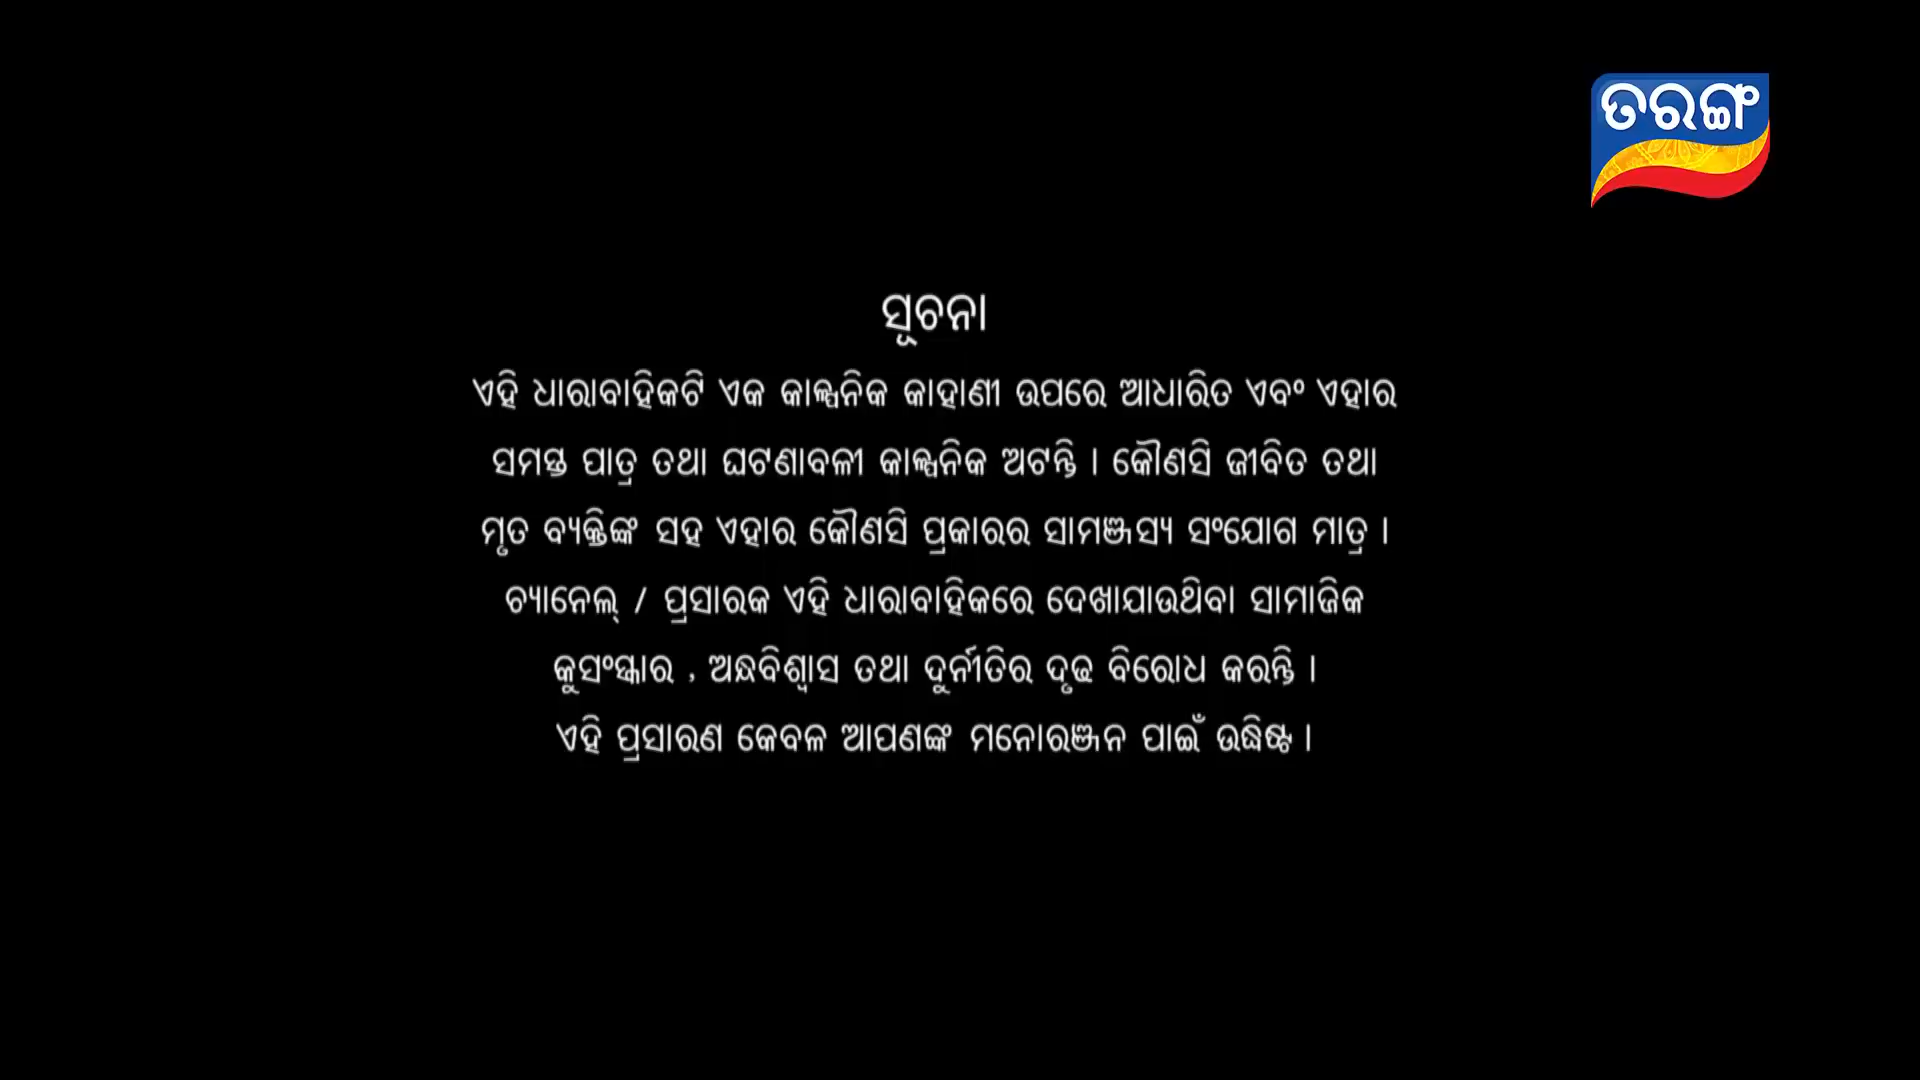 ତରଙ୍ଗ
ସୂଚନା
ଏହି ଧାରାବାହିକଟି ଏକ କାଳ୍ପନିକ କାହାଣୀ ଉପରେ ଆଧାରିତ ଏବଂ ଏହାର
ସମସ୍ତ ପାତ୍ର ତଥା ଘଟଣାବଳୀ କାଳ୍ପନିକ ଅଟନ୍ତି । କୌଣସି ଜୀବିତ ତଥା
ମୃତ ବ୍ୟକ୍ତିଙ୍କ ସହ ଏହାର କୌଣସି ପ୍ରକାରର ସାମଞ୍ଜସ୍ୟ ସଂଯୋଗ ମାତ୍ର ।
ଚ୍ୟାନେଲ୍ / ପ୍ରସାରକ ଏହି ଧାରାବାହିକରେ ଦେଖାଯାଉଥିବା ସାମାଜିକ
କୁସଂସ୍କାର , ଅନ୍ଧବିଶ୍ୱାସ ତଥା ଦୁର୍ନୀତିର ଦୃଢ ବିରୋଧ କରନ୍ତି ।
ଏହି ପ୍ରସାରଣ କେବଳ ଆପଣଙ୍କ ମନୋରଞ୍ଜନ ପାଇଁ ଉଦ୍ଧିଷ୍ଟ ।